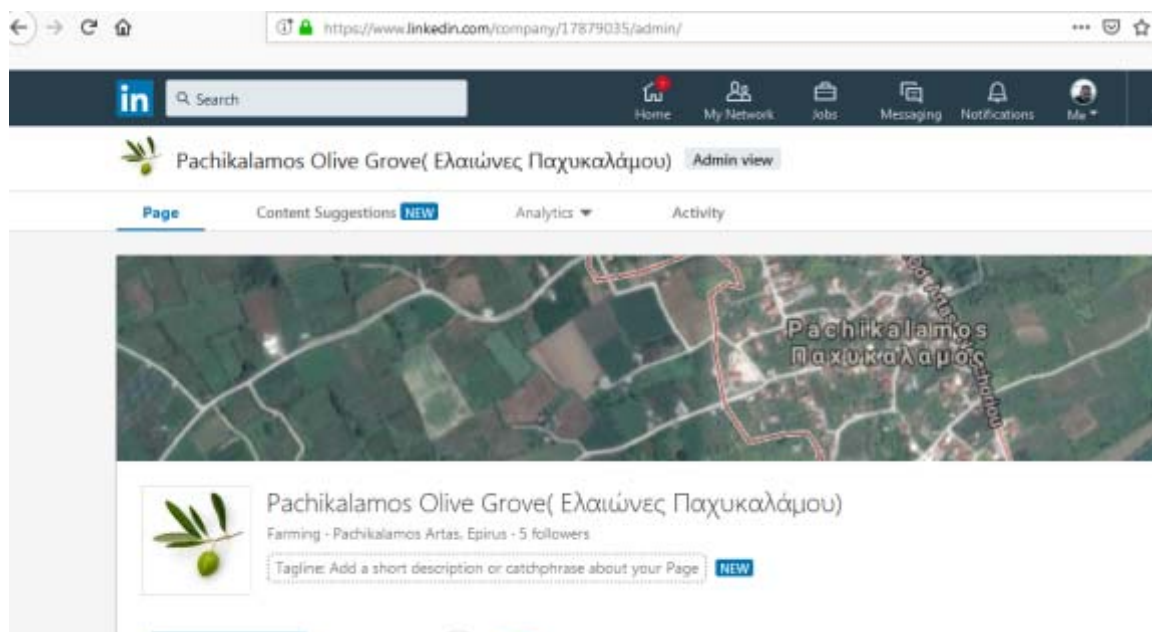 https://www.linkedin.com/company/17879035/admin/
in Search
Home My Network Jobs Messaging Notifications Me
Pachikalamos Olive Grove( Ελαιώνες Παχυκαλάμου) Admin view
Page Content Suggestions NEW Analytics Activity
Pachikalamos
Παχυκαλαμος
Pachikalamos Olive Grove( Ελαιώνες Παχυκαλάμου)
Farming - Pachikalamos Artas, Epirus - 5 followers
Tagline: Add a short description or catchphrase about your Page NEW